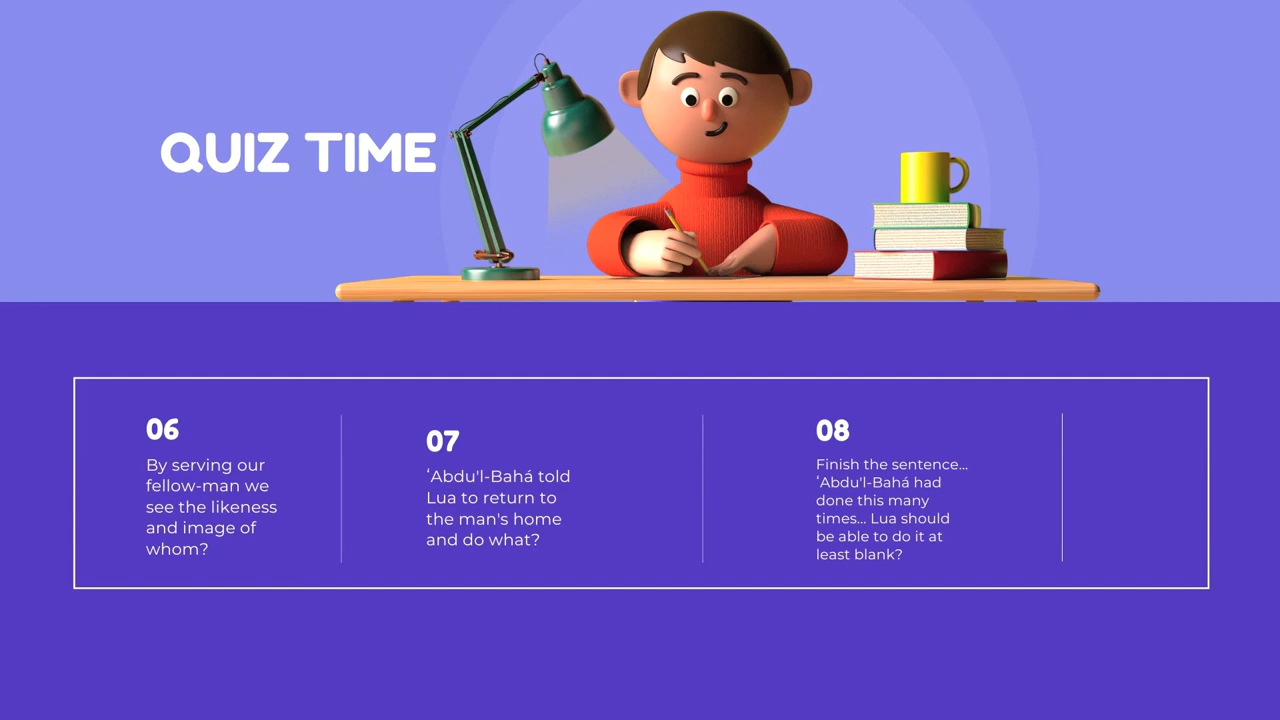 QUIZ TIME
06
By serving our
fellow-man we
see the likeness
and image of
whom?
07
ʻAbdu'l-Bahá told
Lua to return to
the man's home
and do what?
08
Finish the sentence...
ʻAbdu'l-Bahá had
done this many
times... Lua should
be able to do it at
least blank?